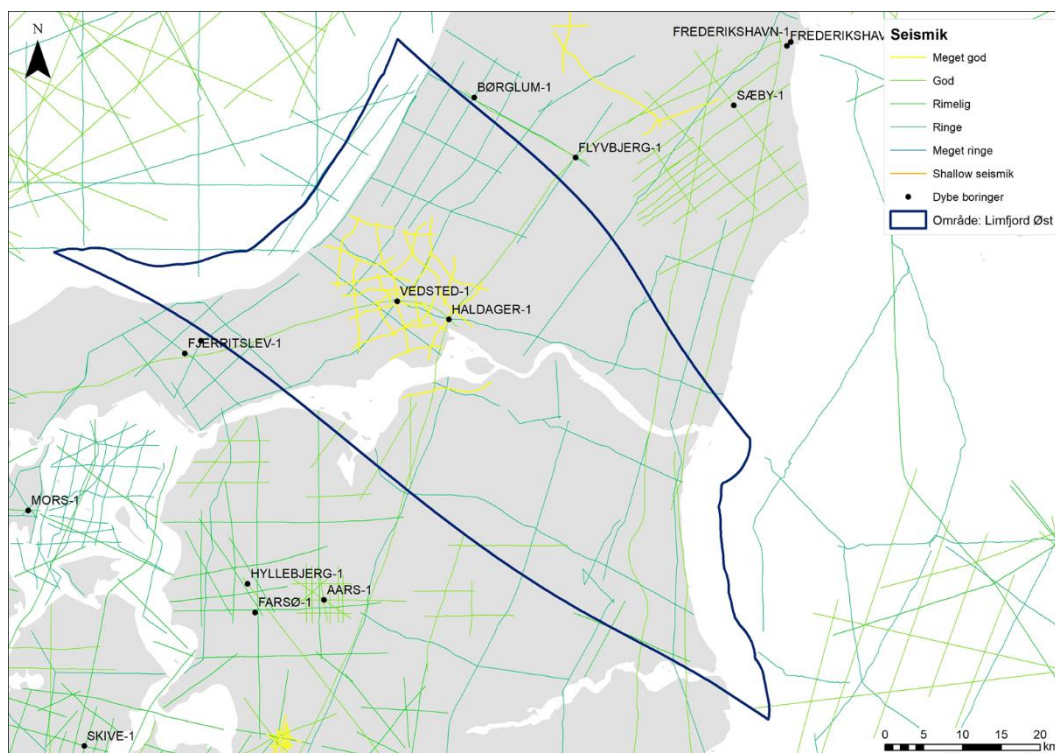 N
FREDERIKSHAVN-1
FREDERIKSHAV
BØRGLUM-1
SÆBY-1
FLYVBJERG-1
VEDSTED-1
HALDAGER-1
FJERRITSLEV-1
MORS-1
HYLLEBJERG-1
AARS-1
FARSØ-1
SKIVE-1
Seismik
Meget god
God
Rimelig
Ringe
Meget ringe
Shallow seismik
Dybe boringer
Område: Limfjord Øst
0 5 10 15 20
km